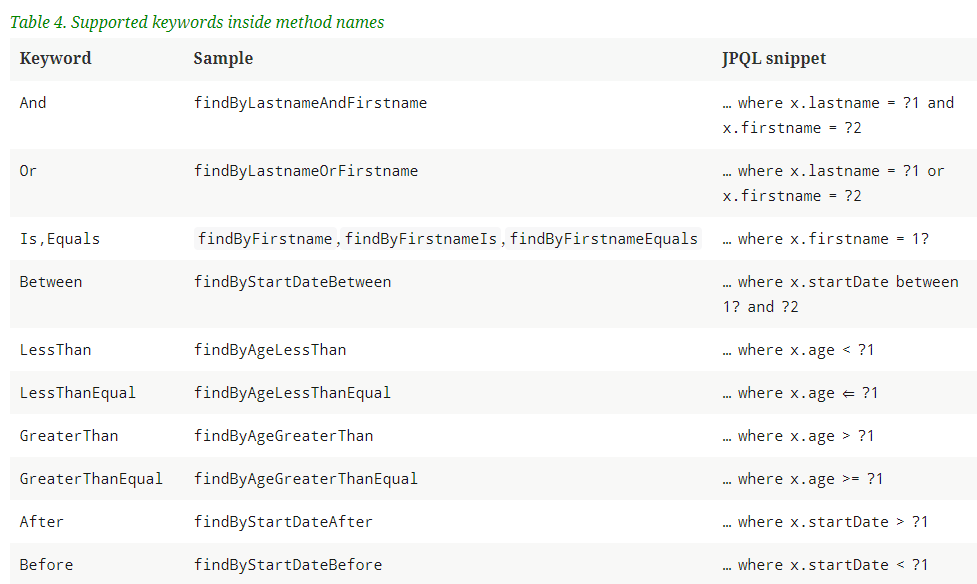 Table 4. Supported keywords inside method names
Keyword Sample JPQL snippet
And findByLastnameAndFirstname … where x.lastname = ?1 and
x.firstname = ?2
Or findByLastnameOrFirstname … where x.lastname = ?1 or
x.firstname = ?2
Is,Equals findByFirstname,findByFirstnameIs,findByFirstnameEquals … where x.firstname = 1?
Between findByStartDateBetween … where x.startDate between
1? and ?2
LessThan findByAgeLessThan … where x.age < ?1
LessThanEqual findByAgeLessThanEqual … where x.age ⇐ ?1
GreaterThan findByAgeGreaterThan … where x.age > ?1
GreaterThanEqual findByAgeGreaterThanEqual … where x.age >= ?1
After findByStartDateAfter … where x.startDate > ?1
Before findByStartDateBefore … where x.startDate < ?1